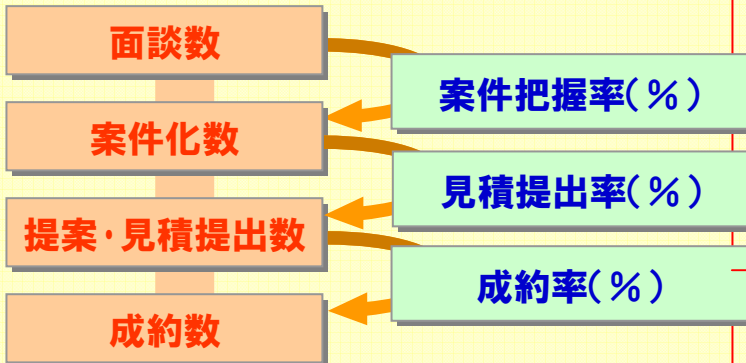 面談数
案件把握率(%)
案件化数
見積提出率(%)
提案・見積提出数
成約率(%)
成約数